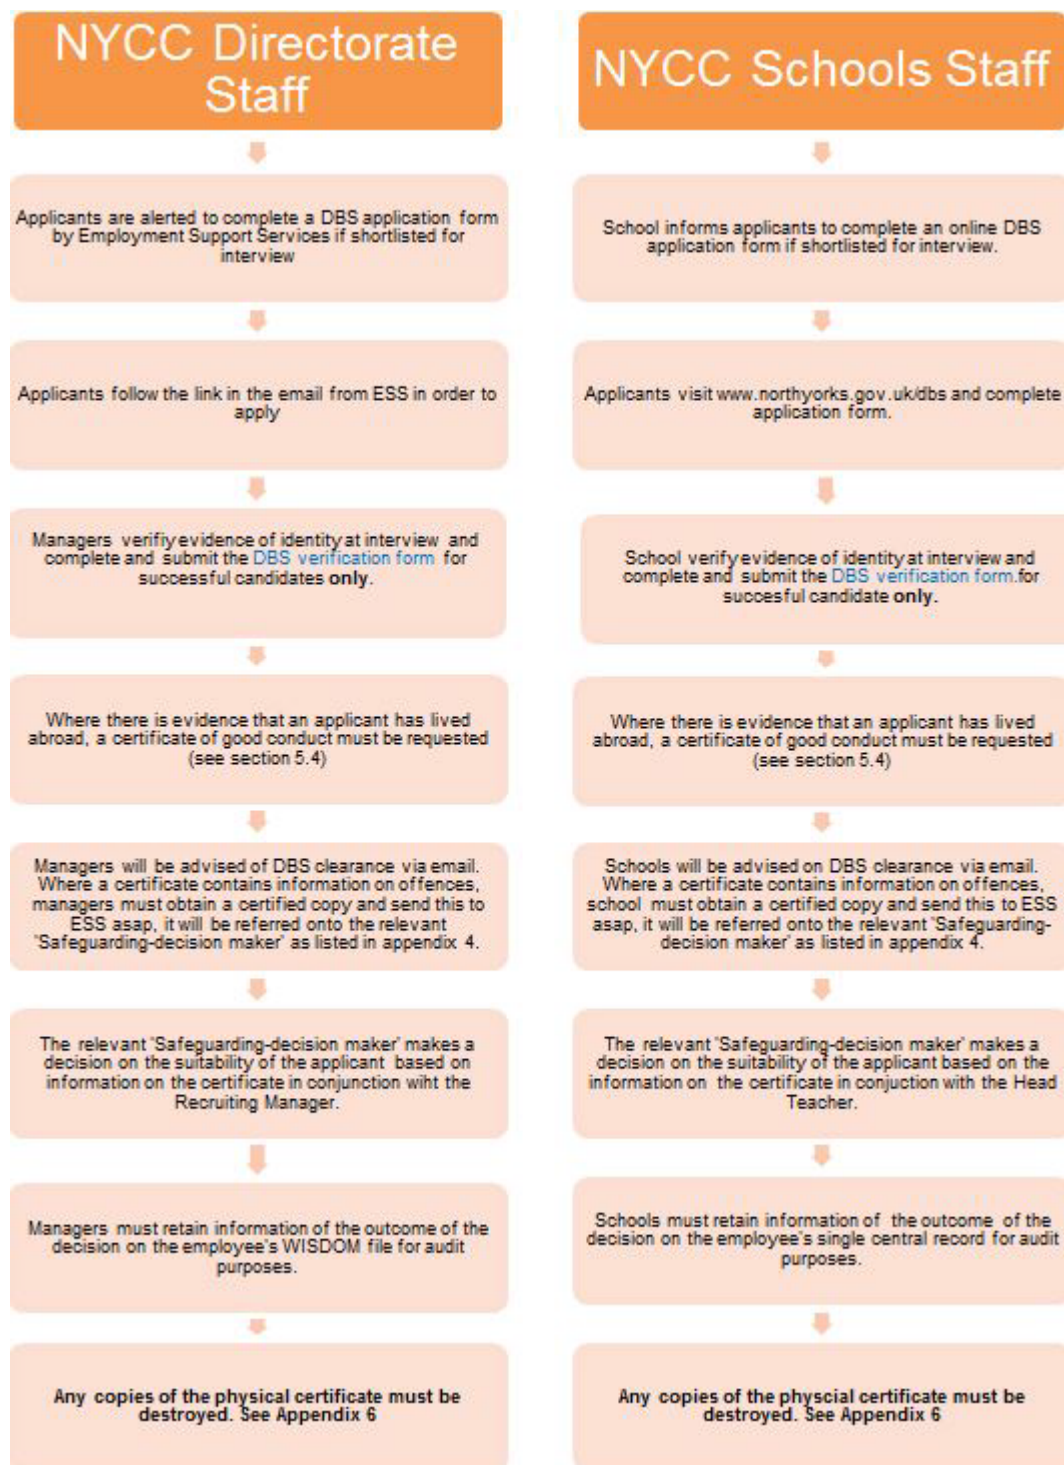 NYCC Directorate
Staff
Applicants are alerted to complete a DBS application form
by Employment Support Services if shortlisted for
interview
Applicants follow the link in the email from ESS in order to
apply
Managers verifiy evidence of identity at interview and
complete and submit the DBS verification form for
successful candidates only.
Where there is evidence that an applicant has lived
abroad, a certificate of good conduct must be requested
(see section 5.4)
Managers will be advised of DBS clearance via email.
Where a certificate contains information on offences,
managers must obtain a certified copy and send this to
ESS asap, it will be referred onto the relevant
'Safeguarding-decision maker' as listed in appendix 4.
The relevant 'Safeguarding-decision maker' makes a
decision on the suitability of the applicant based on
information on the certificate in conjunction wiht the
Recruiting Manager.
Managers must retain information of the outcome of the
decision on the employee's WISDOM file for audit
purposes.
Any copies of the physical certificate must be
destroyed. See Appendix 6
NYCC Schools Staff
School informs applicants to complete an online DBS
application form if shortlisted for interview.
Applicants visit www.northyorks.gov.uk/dbs and complete
application form.
School verify evidence of identity at interview and
complete and submit the DBS verification form.for
succesful candidate only.
Where there is evidence that an applicant has lived
abroad, a certificate of good conduct must be requested
(see section 5.4)
Schools will be advised on DBS clearance via email.
Where a certificate contains information on offences,
school must obtain a certified copy and send this to ESS
asap, it will be referred onto the relevant 'Safeguarding-
decision maker' as listed in appendix 4.
The relevant 'Safeguarding-decision maker' makes a
decision on the suitability of the applicant based on the
information on the certificate in conjuction with the Head
Teacher.
Schools must retain information of the outcome of the
decision on the employee's single central record for audit
purposes.
Any copies of the physcial certificate must be
destroyed. See Appendix 6